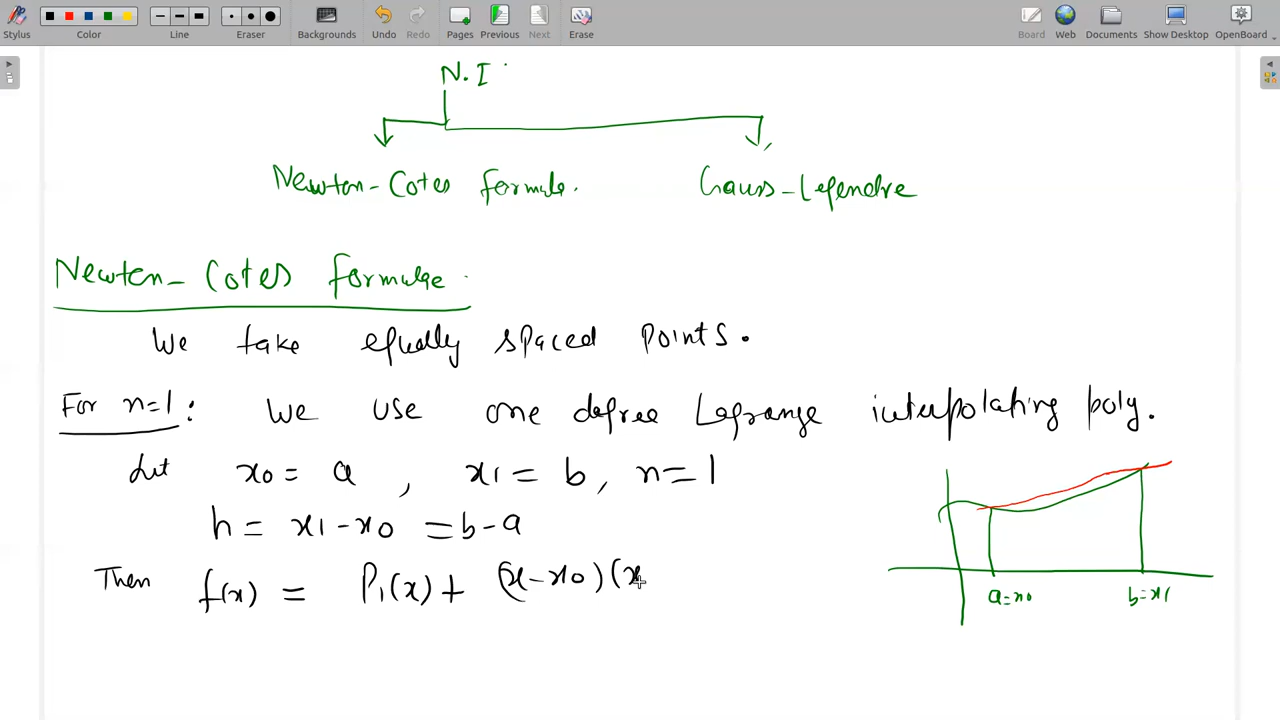 Stylus Color Line Eraser Backgrounds Undo Redo Pages Previous Next Erase Board Web Documents Show Desktop OpenBoard
N.I
Newton-Cotes formule. Gauss-Legendre
Newton-Cotes formulae
We take equally spaced points.
For n=1: We use one degree Lagrange interpolating poly.
Let x0 = a, x1 = b, n=1
h = x1-x0 = b-a
Then f(x) = P1(x) + (x-x0)(x
a=x0 b=x1